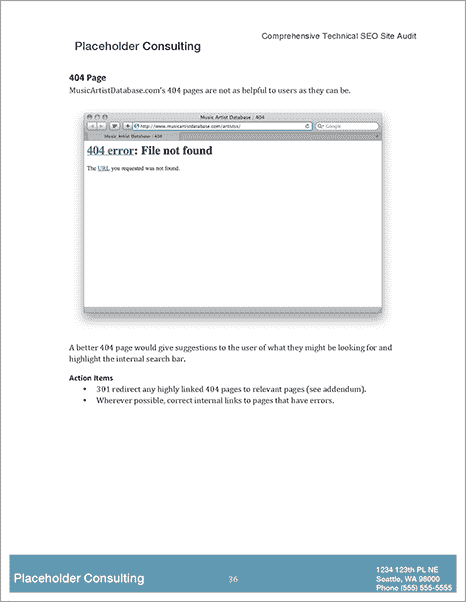 Comprehensive Technical SEO Site Audit
Placeholder Consulting
404 Page
MusicArtistDatabase.com's 404 pages are not as helpful to users as they can be.
Music Artist Database : 404
http://www.musicartistdatabase.com/artists/
Google
Music Artist Database : 404
404 error: File not found
The URL you requested was not found.
A better 404 page would give suggestions to the user of what they might be looking for and
highlight the internal search bar.
Action Items
• 301 redirect any highly linked 404 pages to relevant pages (see addendum).
• Wherever possible, correct internal links to pages that have errors.
1234 123th PL NE
Placeholder Consulting
36
Seattle, WA 98000
Phone (555) 555-5555